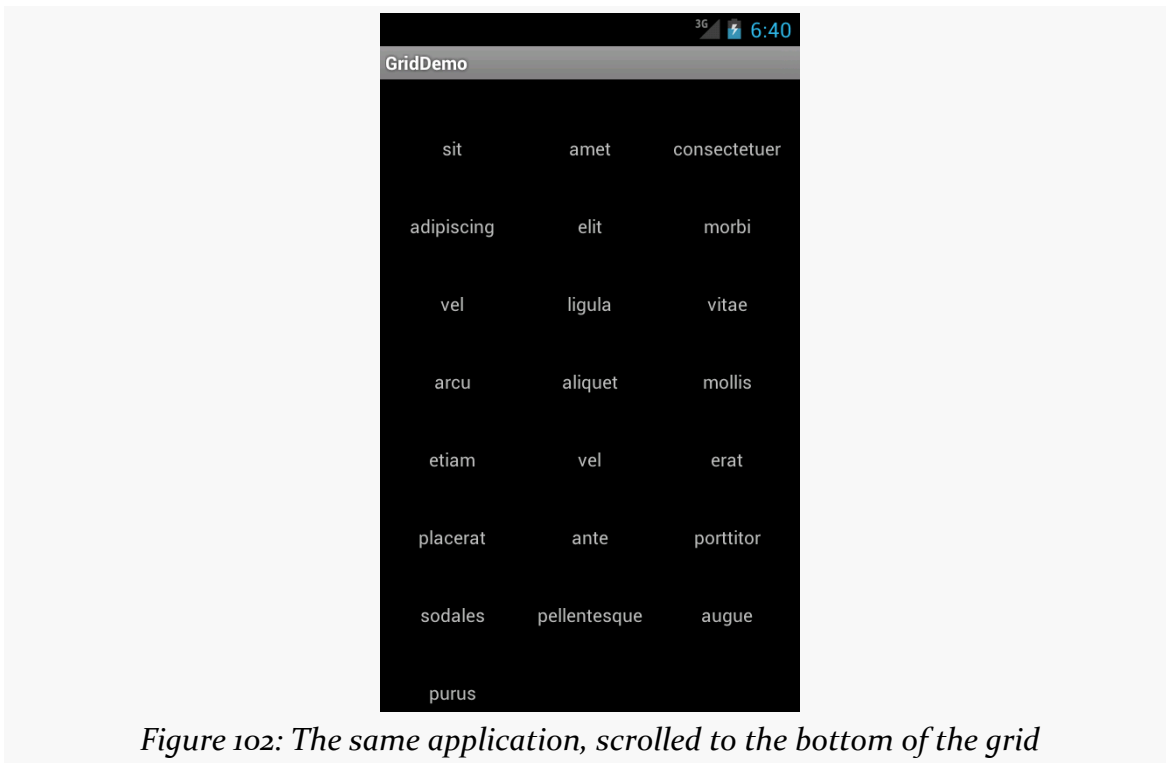 3G 6:40
GridDemo
sit amet consectetuer
adipiscing elit morbi
vel ligula vitae
arcu aliquet mollis
etiam vel erat
placerat ante porttitor
sodales pellentesque augue
purus
Figure 102: The same application, scrolled to the bottom of the grid